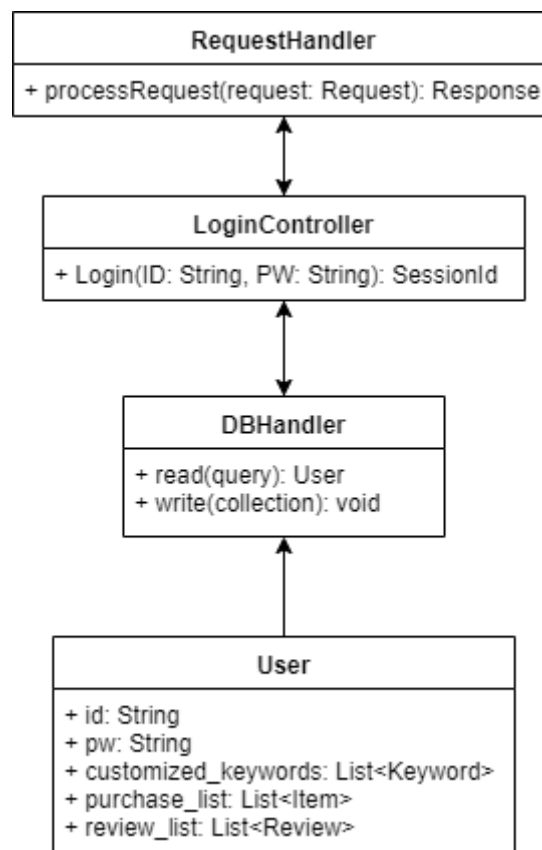 RequestHandler
+ processRequest(request: Request): Response
LoginController
+ Login(ID: String, PW: String): SessionId
DBHandler
+ read(query): User
+ write(collection): void
User
+ id: String
+ pw: String
+ customized_keywords: List<Keyword>
+ purchase_list: List<Item>
+ review_list: List<Review>